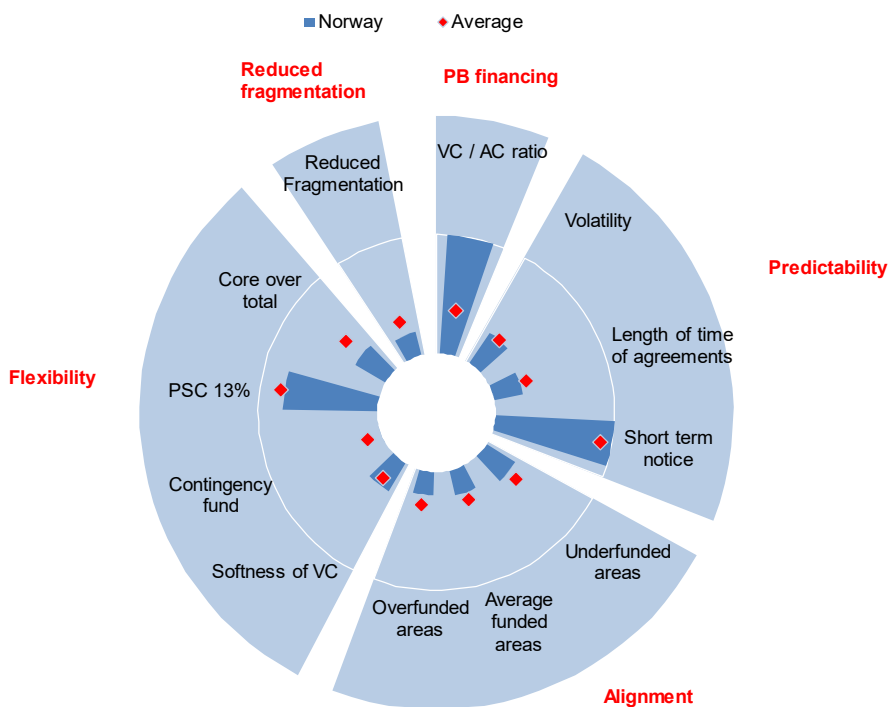 Norway
Average
Reduced
fragmentation
PB financing
Reduced
Fragmentation
VC / AC ratio
Volatility
Predictability
Core over
total
Length of time
of agreements
Flexibility
PSC 13%
Short term
notice
Contingency
fund
Softness of VC
Underfunded
areas
Average
funded
areas
Overfunded
areas
Alignment